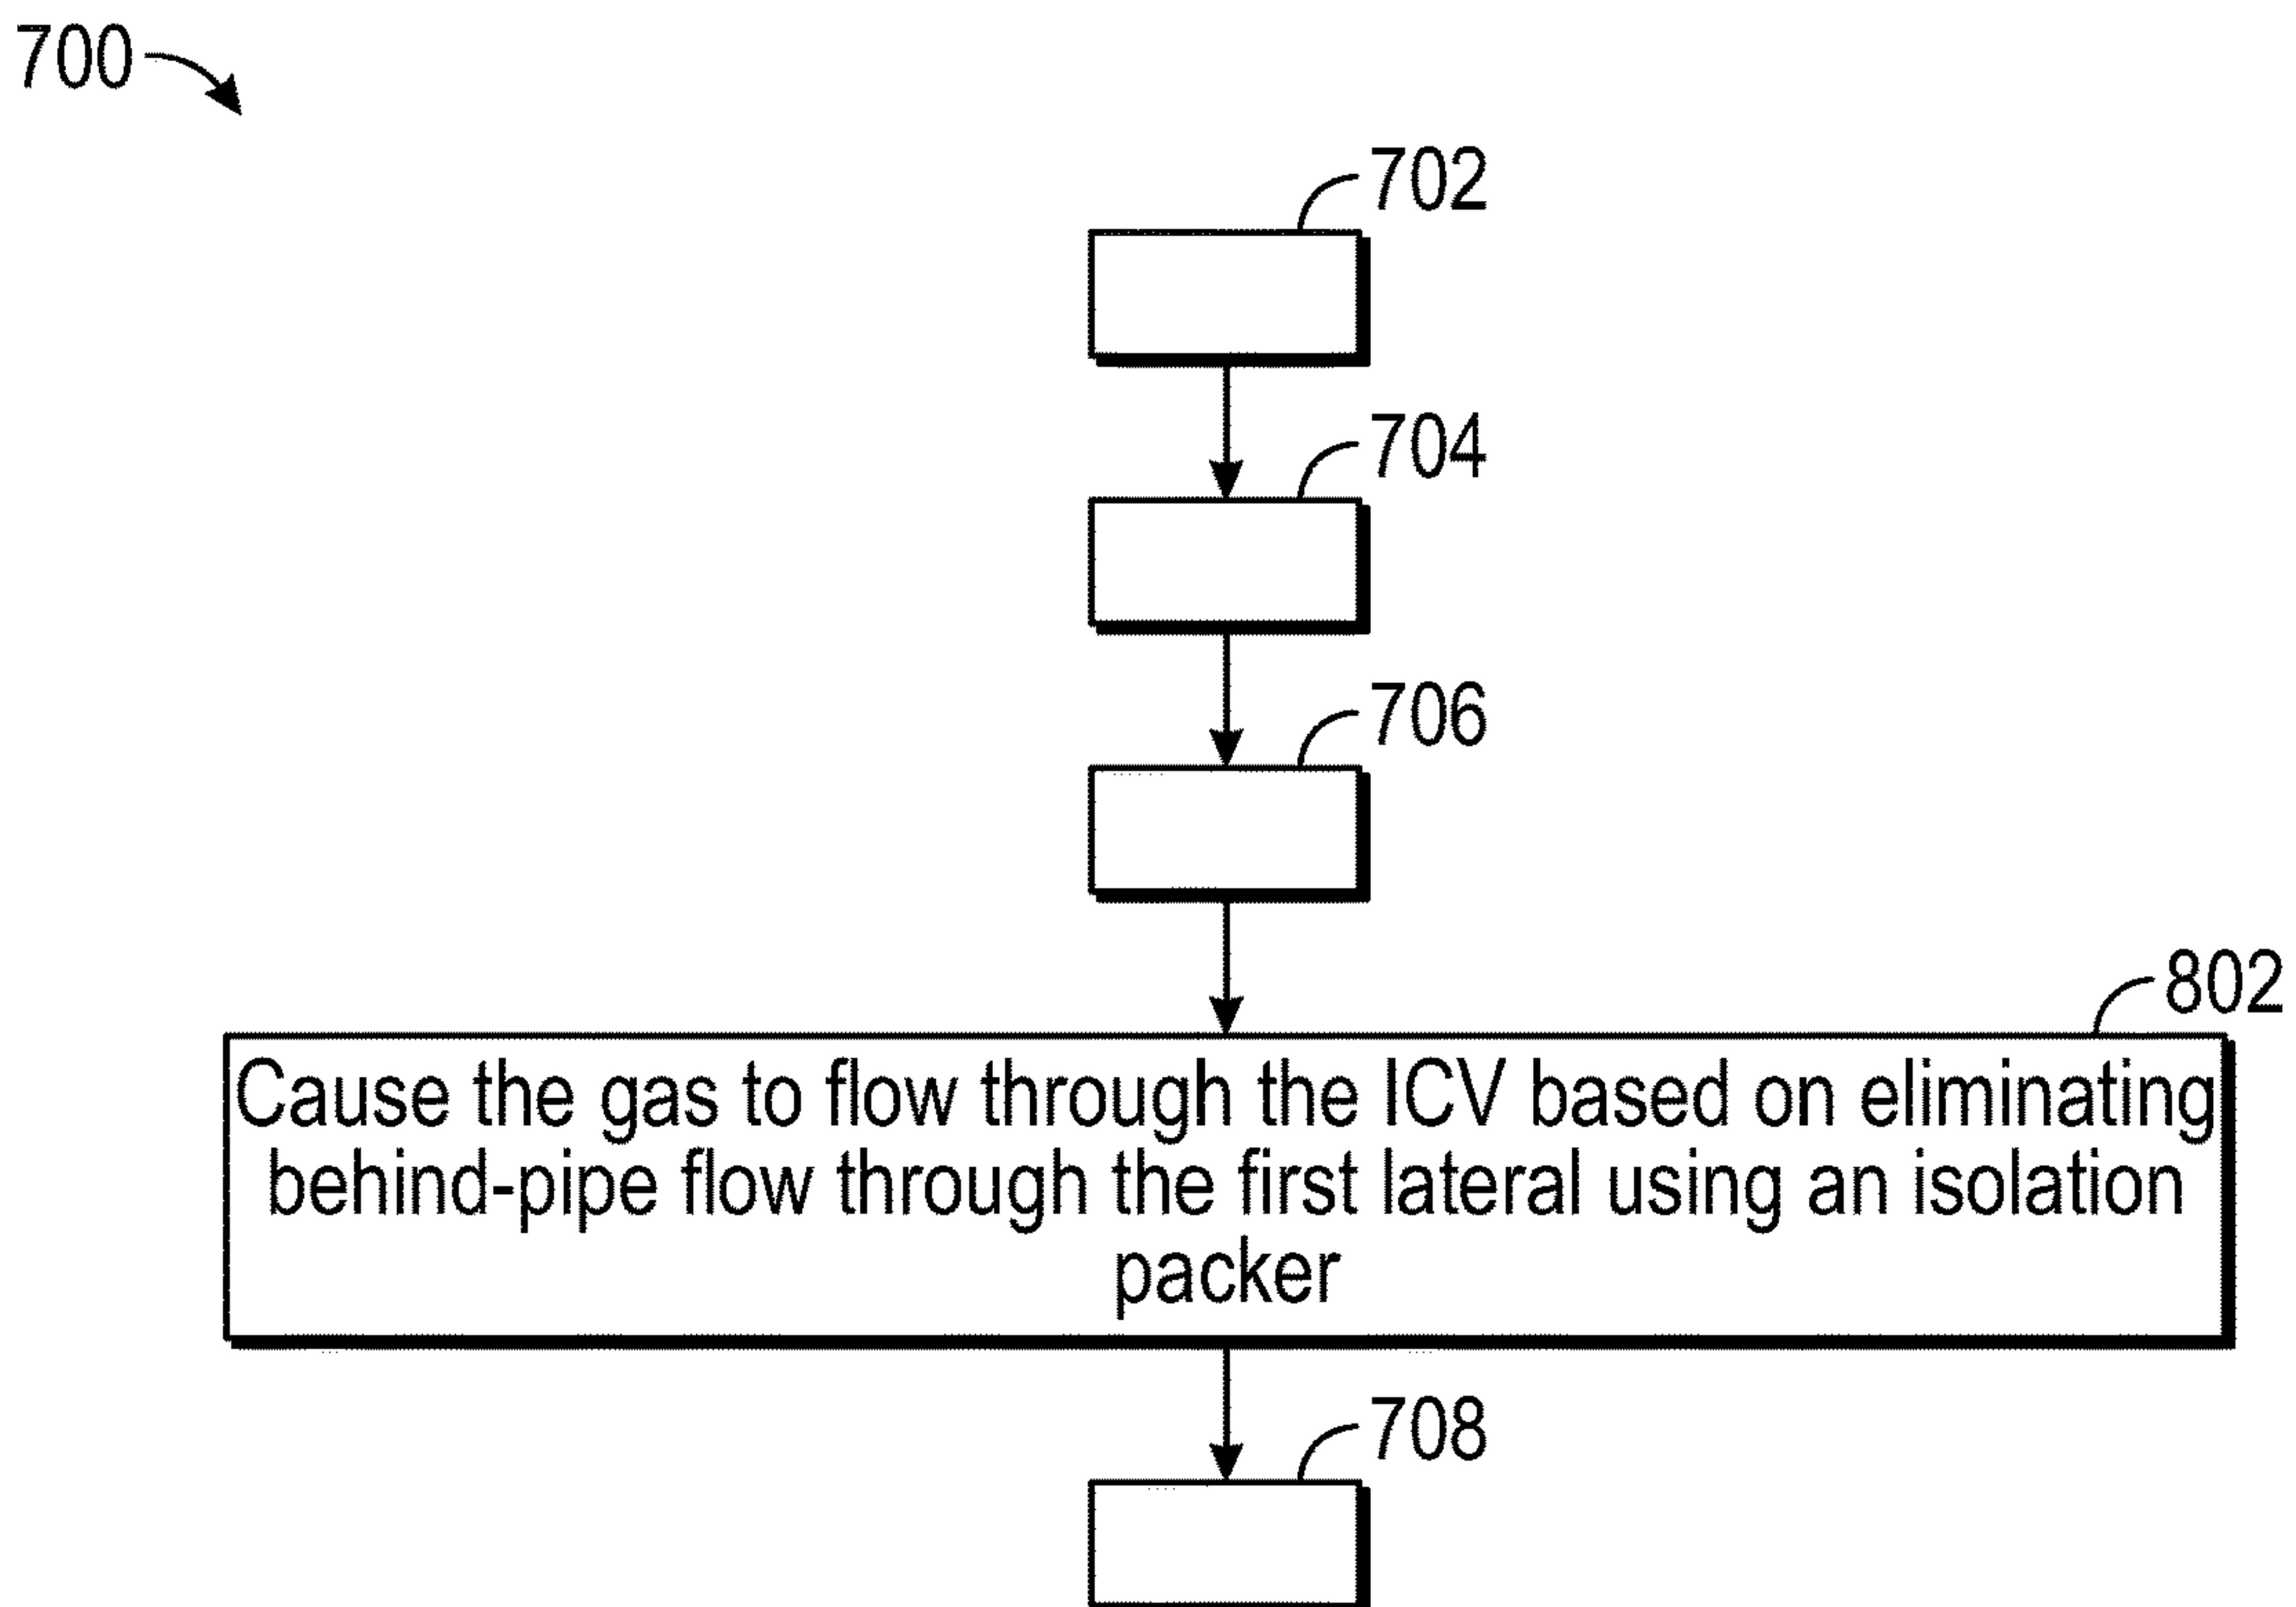 700
702
704
706
802
Cause the gas to flow through the ICV based on eliminating
behind-pipe flow through the first lateral using an isolation
packer
708